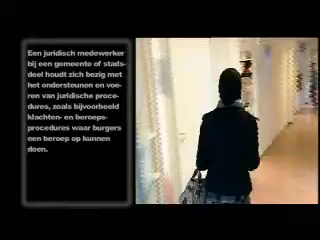 Een juridisch medewerker
bij een gemeente of stads-
deel houdt zich bezig met
het ondersteunen en voe-
ren van juridische proce-
dures, zoals bijvoorbeeld
klachten- en beroeps-
procedures waar burgers
een beroep op kunnen
doen.